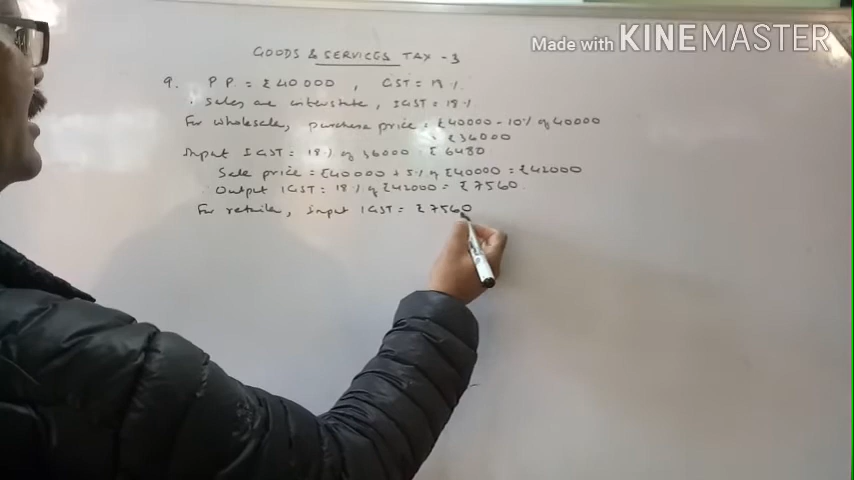 Made with KINEMASTER
GOODS & SERVICES TAX - 3
9. P.P. = ₹40000 , GST = 18%
Sales are interstate, IGST = 18%
For wholesaler, purchase price = ₹40000 - 10% of 40000
= ₹36000
Input IGST = 18% of 36000 = ₹6480
Sale price = ₹40000 + 5% of ₹40000 = ₹42000
Output IGST = 18% of ₹42000 = ₹7560
For retailer, Input IGST = ₹7560